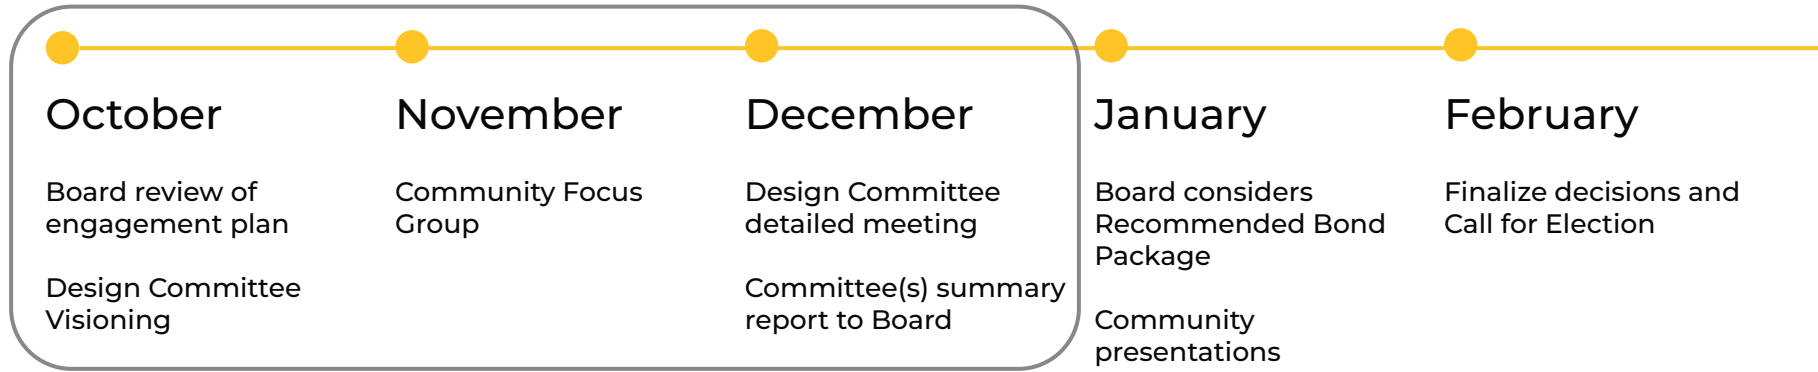 October
Board review of
engagement plan
Design Committee
Visioning
November
Community Focus
Group
December
Design Committee
detailed meeting
Committee(s) summary
report to Board
January
Board considers
Recommended Bond
Package
Community
presentations
February
Finalize decisions and
Call for Election